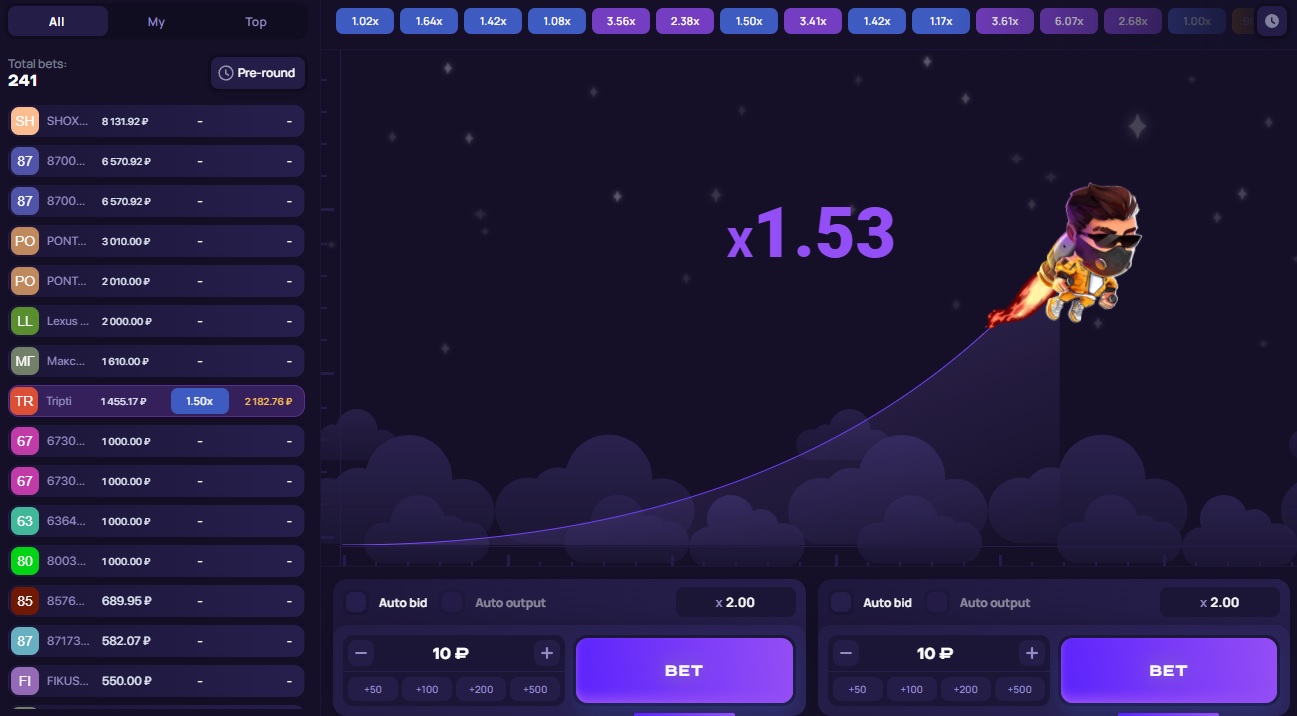 All My Top
1.02x 1.64x 1.42x 1.08x 3.56x 2.38x 1.50x 3.41x 1.42x 1.17x 3.61x 6.07x 2.68x 1.00x
Total bets:
241
Pre-round
SH SHOX... 8 131.92 ₽ - -
87 8700... 6 570.92 ₽ - -
87 8700... 6 570.92 ₽ - -
PO PONT... 3 010.00 ₽ - -
PO PONT... 2 010.00 ₽ - -
LL Lexus ... 2 000.00 ₽ - -
МГ Макс... 1 610.00 ₽ - -
TR Tripti 1 455.17 ₽ 1.50x 2 182.76 ₽
67 6730... 1 000.00 ₽ - -
67 6730... 1 000.00 ₽ - -
63 6364... 1 000.00 ₽ - -
80 8003... 1 000.00 ₽ - -
85 8576... 689.95 ₽ - -
87 87173... 582.07 ₽ - -
FI FIKUS... 550.00 ₽ - -
x1.53
Auto bid Auto output x 2.00
− 10 ₽ +
+50 +100 +200 +500
BET
Auto bid Auto output x 2.00
− 10 ₽ +
+50 +100 +200 +500
BET